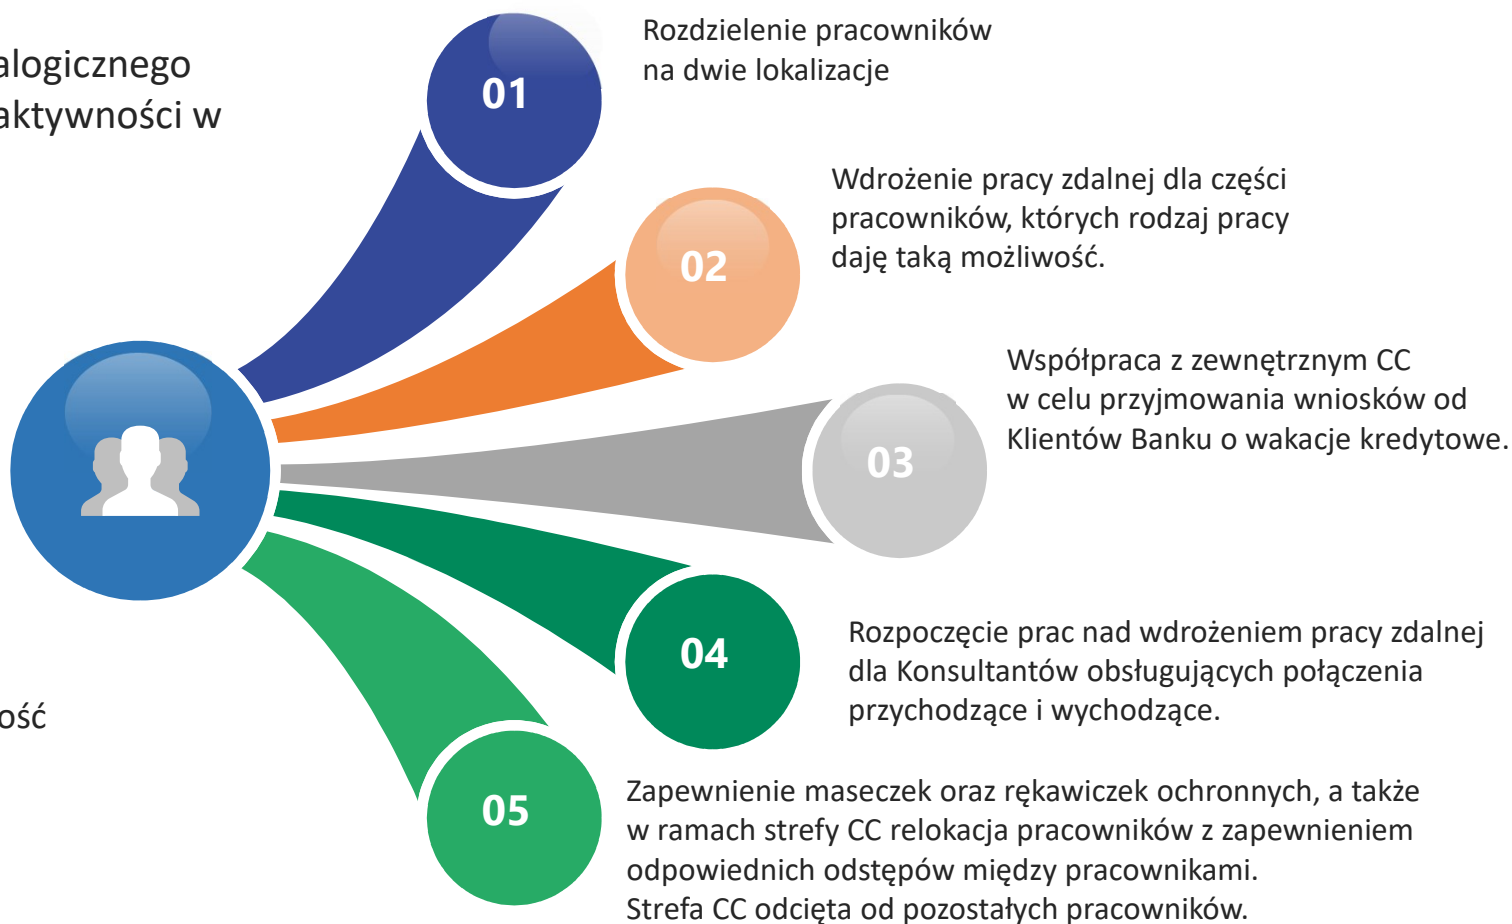 alogicznego
aktywności w
01
Rozdzielenie pracowników
na dwie lokalizacje
02
Wdrożenie pracy zdalnej dla części
pracowników, których rodzaj pracy
daję taką możliwość.
03
Współpraca z zewnętrznym CC
w celu przyjmowania wniosków od
Klientów Banku o wakacje kredytowe.
04
Rozpoczęcie prac nad wdrożeniem pracy zdalnej
dla Konsultantów obsługujących połączenia
przychodzące i wychodzące.
ość
05
Zapewnienie maseczek oraz rękawiczek ochronnych, a także
w ramach strefy CC relokacja pracowników z zapewnieniem
odpowiednich odstępów między pracownikami.
Strefa CC odcięta od pozostałych pracowników.